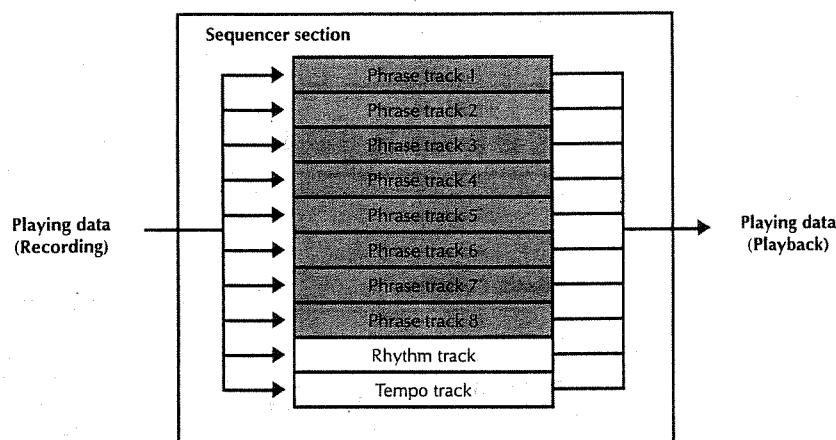 Sequencer section
Phrase track 1
Phrase track 2
Phrase track 3
Phrase track 4
Phrase track 5
Phrase track 6
Phrase track 7
Phrase track 8
Rhythm track
Tempo track
Playing data
(Recording)
Playing data
(Playback)